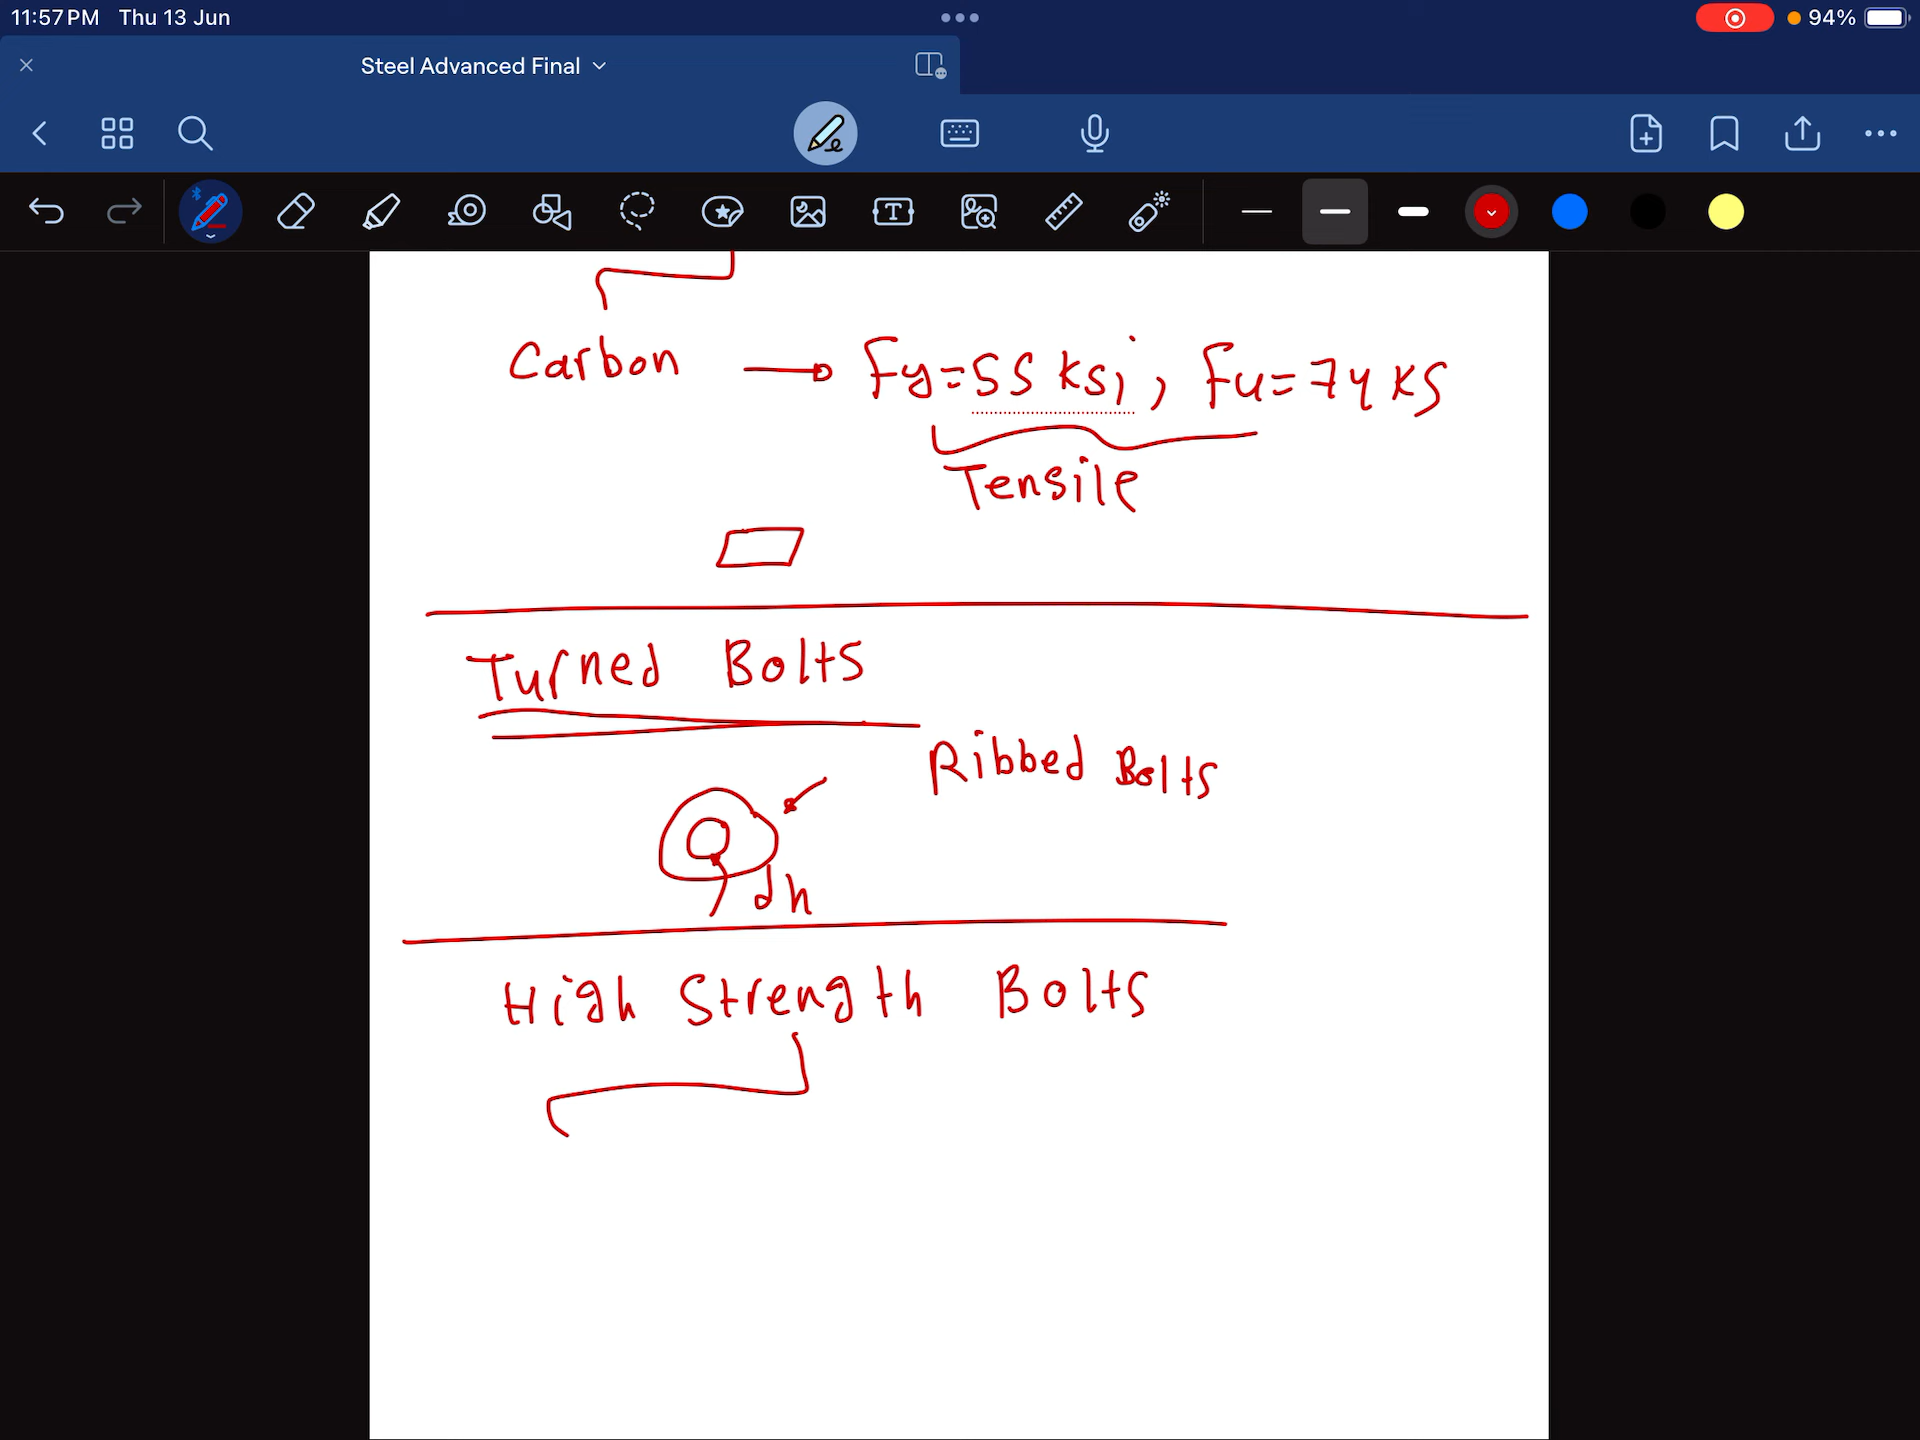 11:57 PM Thu 13 Jun
94%
Steel Advanced Final
Carbon → Fy=55 ksi, Fu=74 ks
Tensile
Turned Bolts
Ribbed Bolts
dh
High Strength Bolts